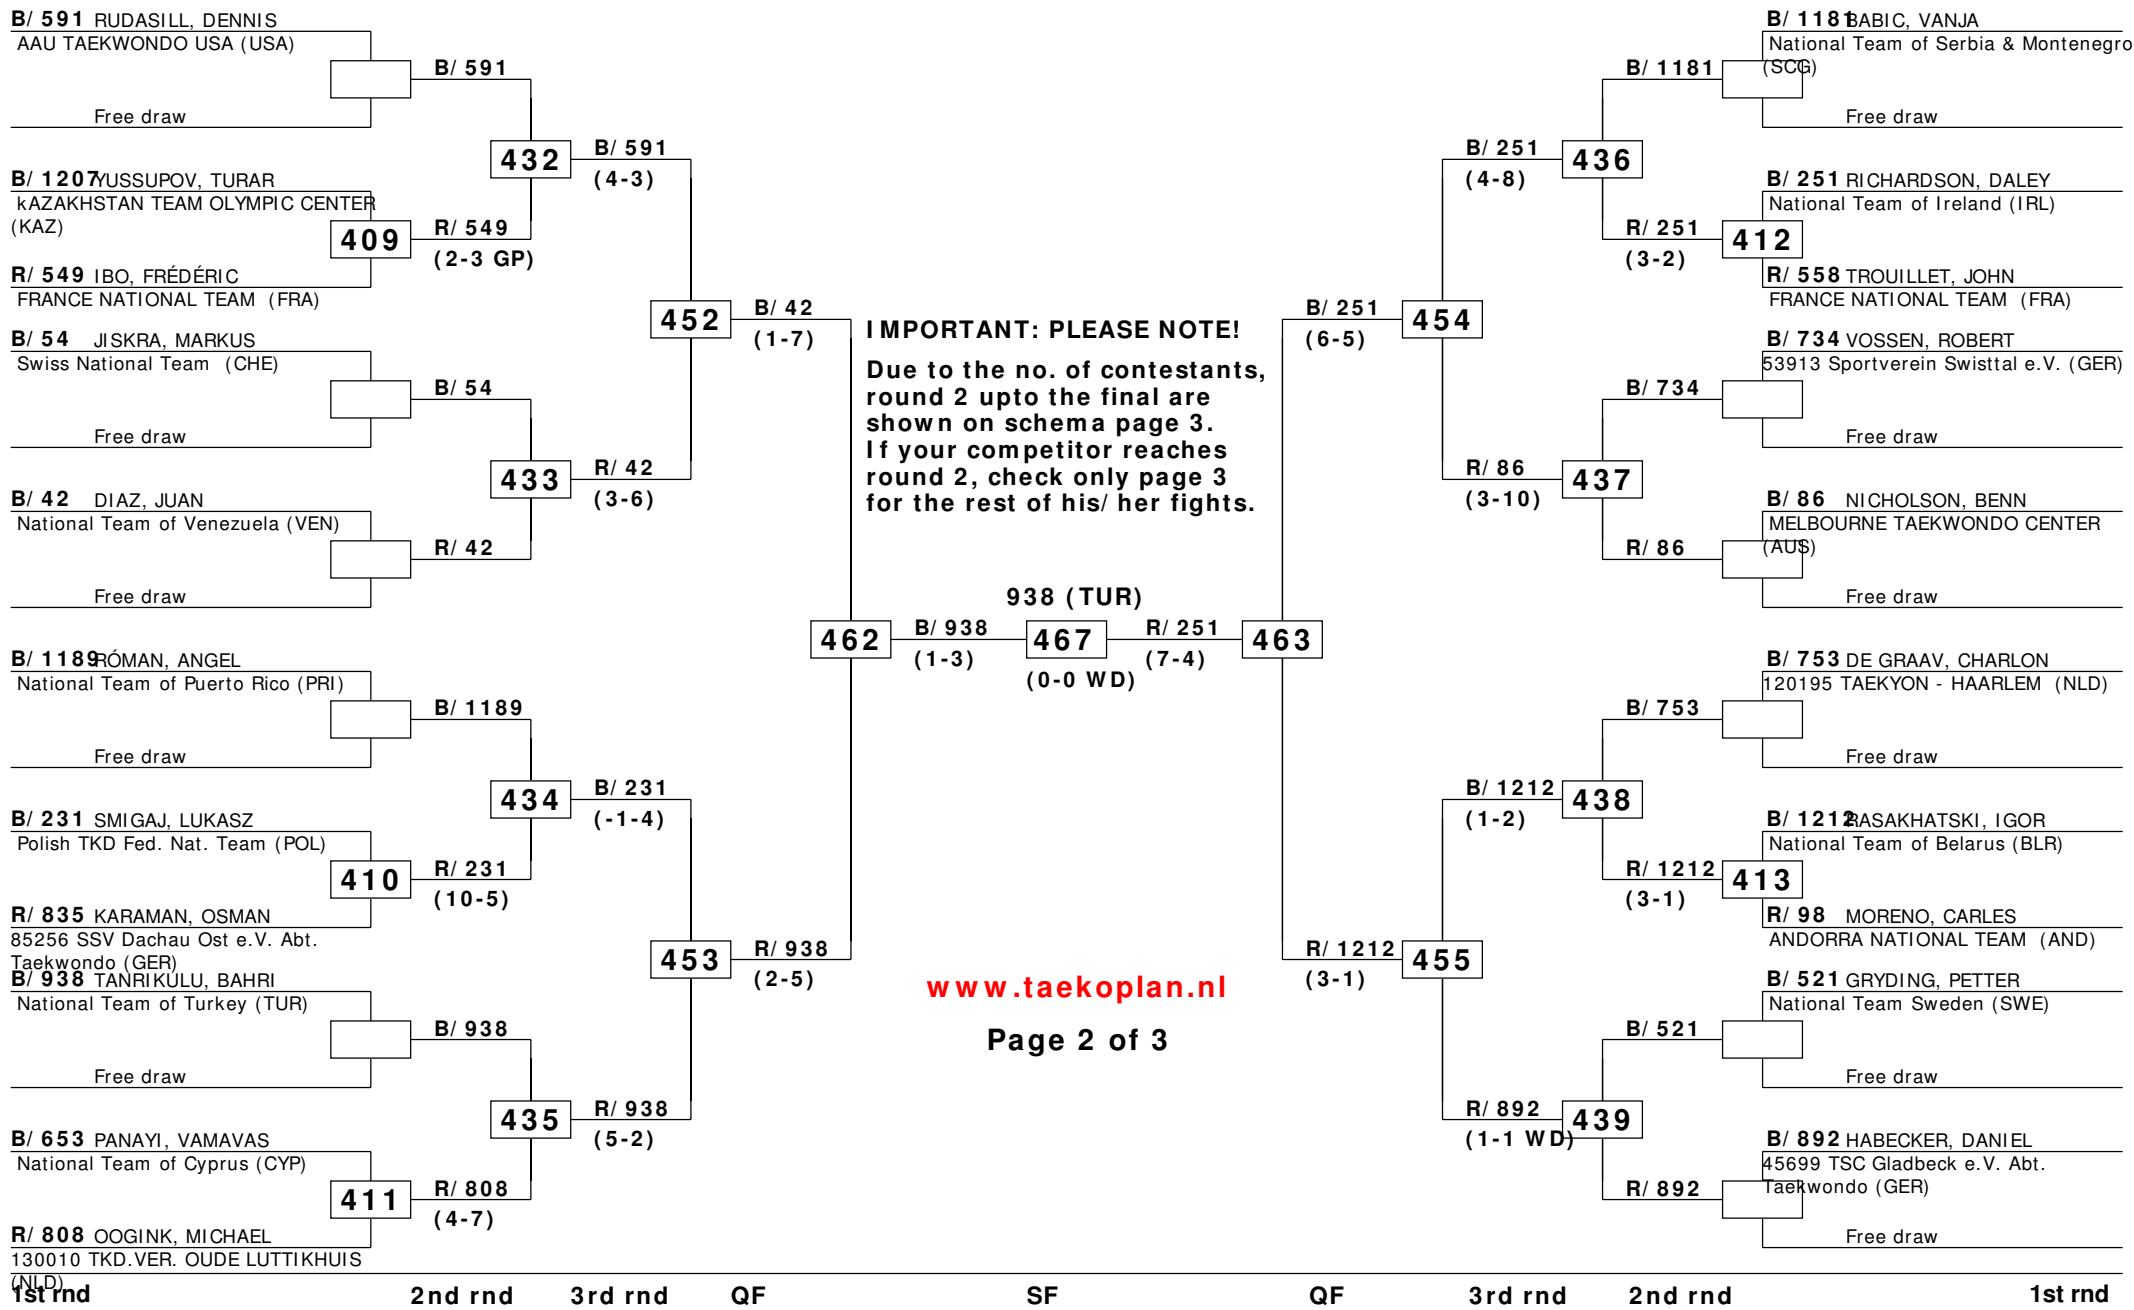 B/ 591 RUDASILL, DENNIS
AAU TAEKWONDO USA (USA)
Free draw
B/ 591
B/ 1207 YUSSUPOV, TURAR
kAZAKHSTAN TEAM OLYMPIC CENTER
(KAZ)
409
R/ 549
(2-3 GP)
R/ 549 IBO, FRÉDÉRIC
FRANCE NATIONAL TEAM (FRA)
432
B/ 591
(4-3)
B/ 54 JISKRA, MARKUS
Swiss National Team (CHE)
Free draw
B/ 54
B/ 42 DIAZ, JUAN
National Team of Venezuela (VEN)
Free draw
R/ 42
433
R/ 42
(3-6)
452
B/ 42
(1-7)
B/ 1189 RÓMAN, ANGEL
National Team of Puerto Rico (PRI)
Free draw
B/ 1189
B/ 231 SMIGAJ, LUKASZ
Polish TKD Fed. Nat. Team (POL)
410
R/ 231
(10-5)
R/ 835 KARAMAN, OSMAN
85256 SSV Dachau Ost e.V. Abt.
Taekwondo (GER)
434
B/ 231
(-1-4)
B/ 938 TANRIKULU, BAHRI
National Team of Turkey (TUR)
Free draw
B/ 938
B/ 653 PANAYI, VAMAVAS
National Team of Cyprus (CYP)
411
R/ 808
(4-7)
R/ 808 OOGINK, MICHAEL
130010 TKD.VER. OUDE LUTTIKHUIS
(NLD)
435
R/ 938
(5-2)
453
R/ 938
(2-5)
462
B/ 938
(1-3)
IMPORTANT: PLEASE NOTE!
Due to the no. of contestants,
round 2 upto the final are
shown on schema page 3.
If your competitor reaches
round 2, check only page 3
for the rest of his/ her fights.
938 (TUR)
467
(0-0 WD)
R/ 251
(7-4)
463
www.taekoplan.nl
Page 2 of 3
B/ 251
(6-5)
454
B/ 251
(4-8)
436
B/ 1181
B/ 1181 BABIC, VANJA
National Team of Serbia & Montenegro
(SCG)
Free draw
B/ 251 RICHARDSON, DALEY
National Team of Ireland (IRL)
R/ 251
(3-2)
412
R/ 558 TROUILLET, JOHN
FRANCE NATIONAL TEAM (FRA)
B/ 734 VOSSEN, ROBERT
53913 Sportverein Swisttal e.V. (GER)
B/ 734
Free draw
R/ 86
(3-10)
437
B/ 86 NICHOLSON, BENN
MELBOURNE TAEKWONDO CENTER
(AUS)
R/ 86
Free draw
B/ 753 DE GRAAV, CHARLON
120195 TAEKYON - HAARLEM (NLD)
B/ 753
Free draw
B/ 1212
(1-2)
438
B/ 1212 RASAKHATSKI, IGOR
National Team of Belarus (BLR)
R/ 1212
(3-1)
413
R/ 98 MORENO, CARLES
ANDORRA NATIONAL TEAM (AND)
R/ 1212
(3-1)
455
B/ 521 GRYDING, PETTER
National Team Sweden (SWE)
B/ 521
Free draw
R/ 892
(1-1 WD)
439
B/ 892 HABECKER, DANIEL
45699 TSC Gladbeck e.V. Abt.
Taekwondo (GER)
R/ 892
Free draw
1st rnd 2nd rnd 3rd rnd QF SF QF 3rd rnd 2nd rnd 1st rnd